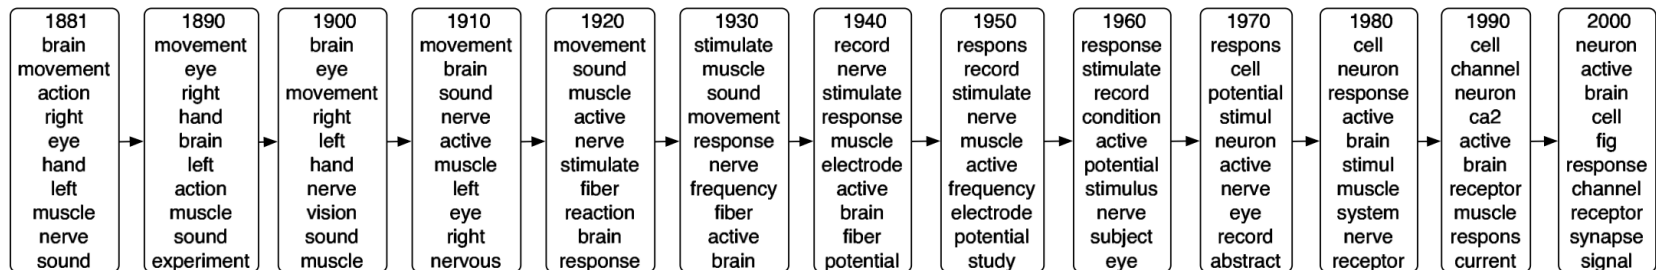 1881
brain
movement
action
right
eye
hand
left
muscle
nerve
sound
1890
movement
eye
right
hand
brain
left
action
muscle
sound
experiment
1900
brain
eye
movement
right
left
hand
nerve
vision
sound
muscle
1910
movement
brain
sound
nerve
active
muscle
left
eye
right
nervous
1920
movement
sound
muscle
active
nerve
stimulate
fiber
reaction
brain
response
1930
stimulate
muscle
sound
movement
response
nerve
frequency
fiber
active
brain
1940
record
nerve
stimulate
response
muscle
electrode
active
brain
fiber
potential
1950
respons
record
stimulate
nerve
muscle
active
frequency
electrode
potential
study
1960
response
stimulate
record
condition
active
potential
stimulus
nerve
subject
eye
1970
respons
cell
potential
stimul
neuron
active
nerve
eye
record
abstract
1980
cell
neuron
response
active
brain
stimul
muscle
system
nerve
receptor
1990
cell
channel
neuron
ca2
active
brain
receptor
muscle
respons
current
2000
neuron
active
brain
cell
fig
response
channel
receptor
synapse
signal